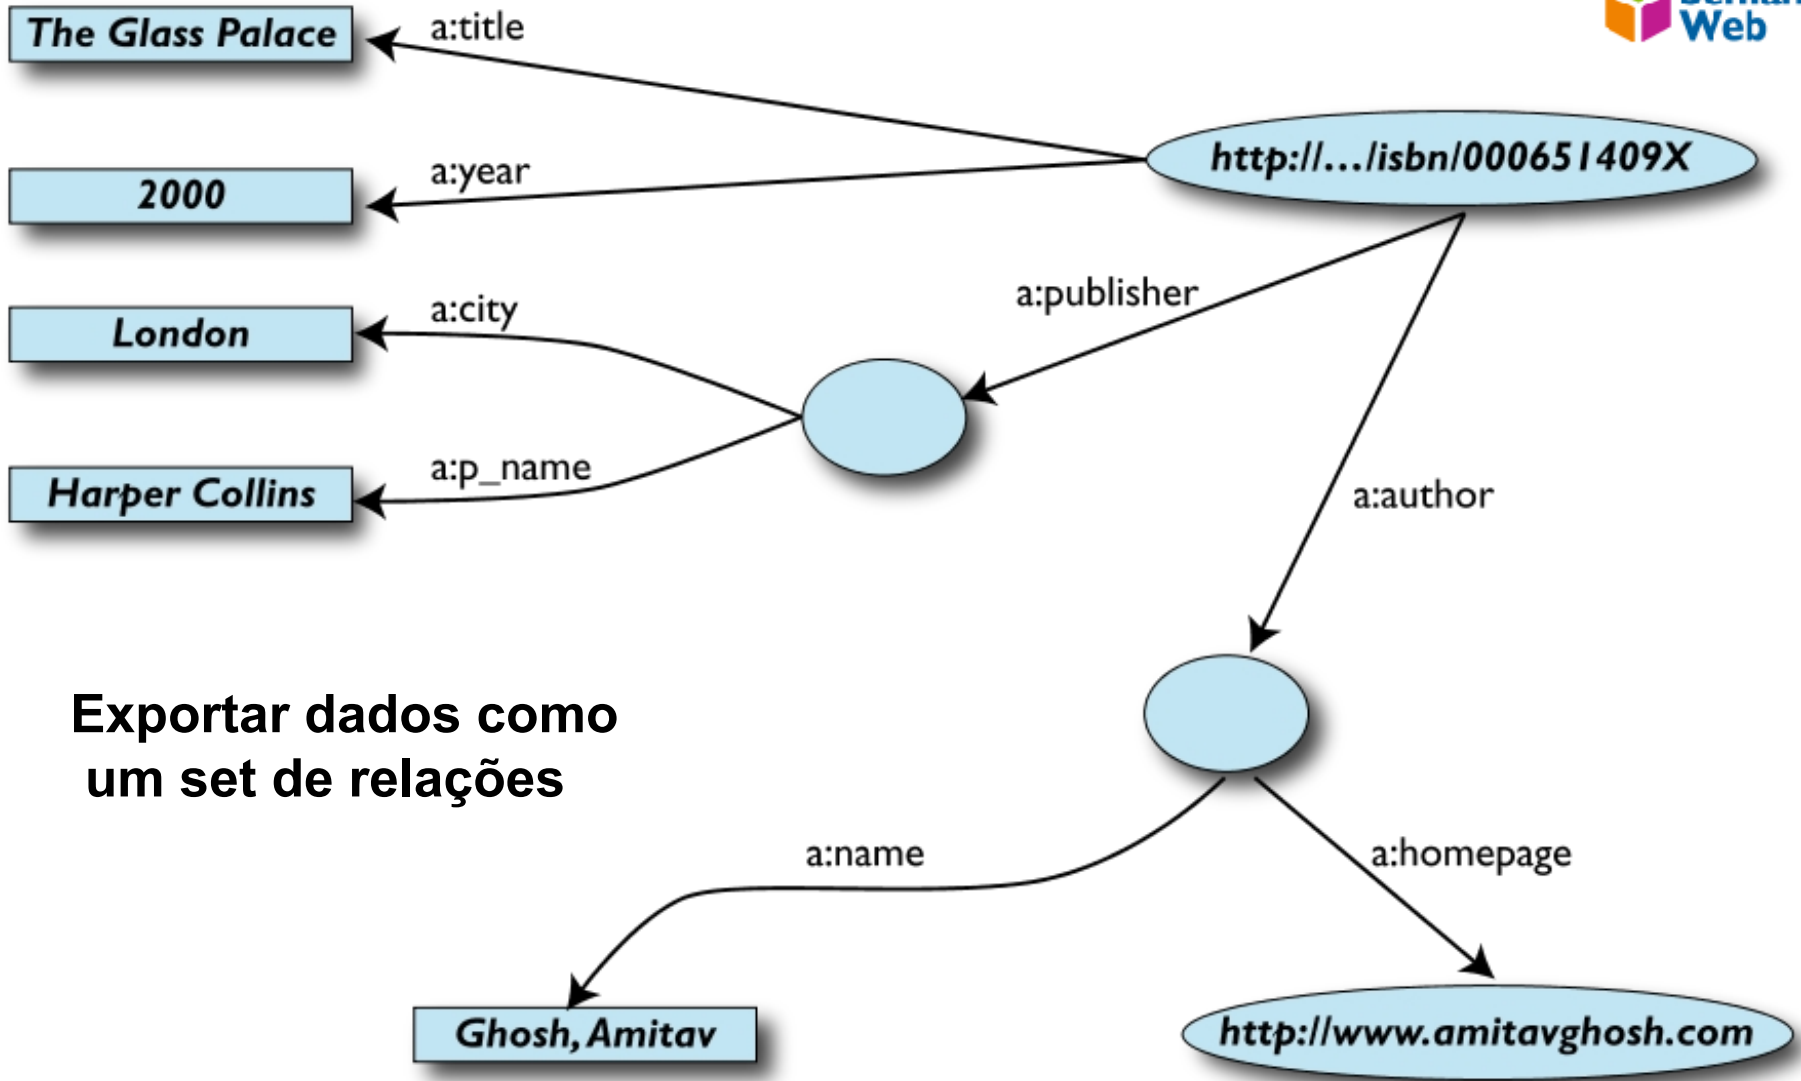 The Glass Palace
a:title
Web
http://.../isbn/000651409X
a:year
2000
a:publisher
a:city
London
a:p_name
Harper Collins
a:author
Exportar dados como
um set de relações
a:name
a:homepage
Ghosh, Amitav
http://www.amitavghosh.com